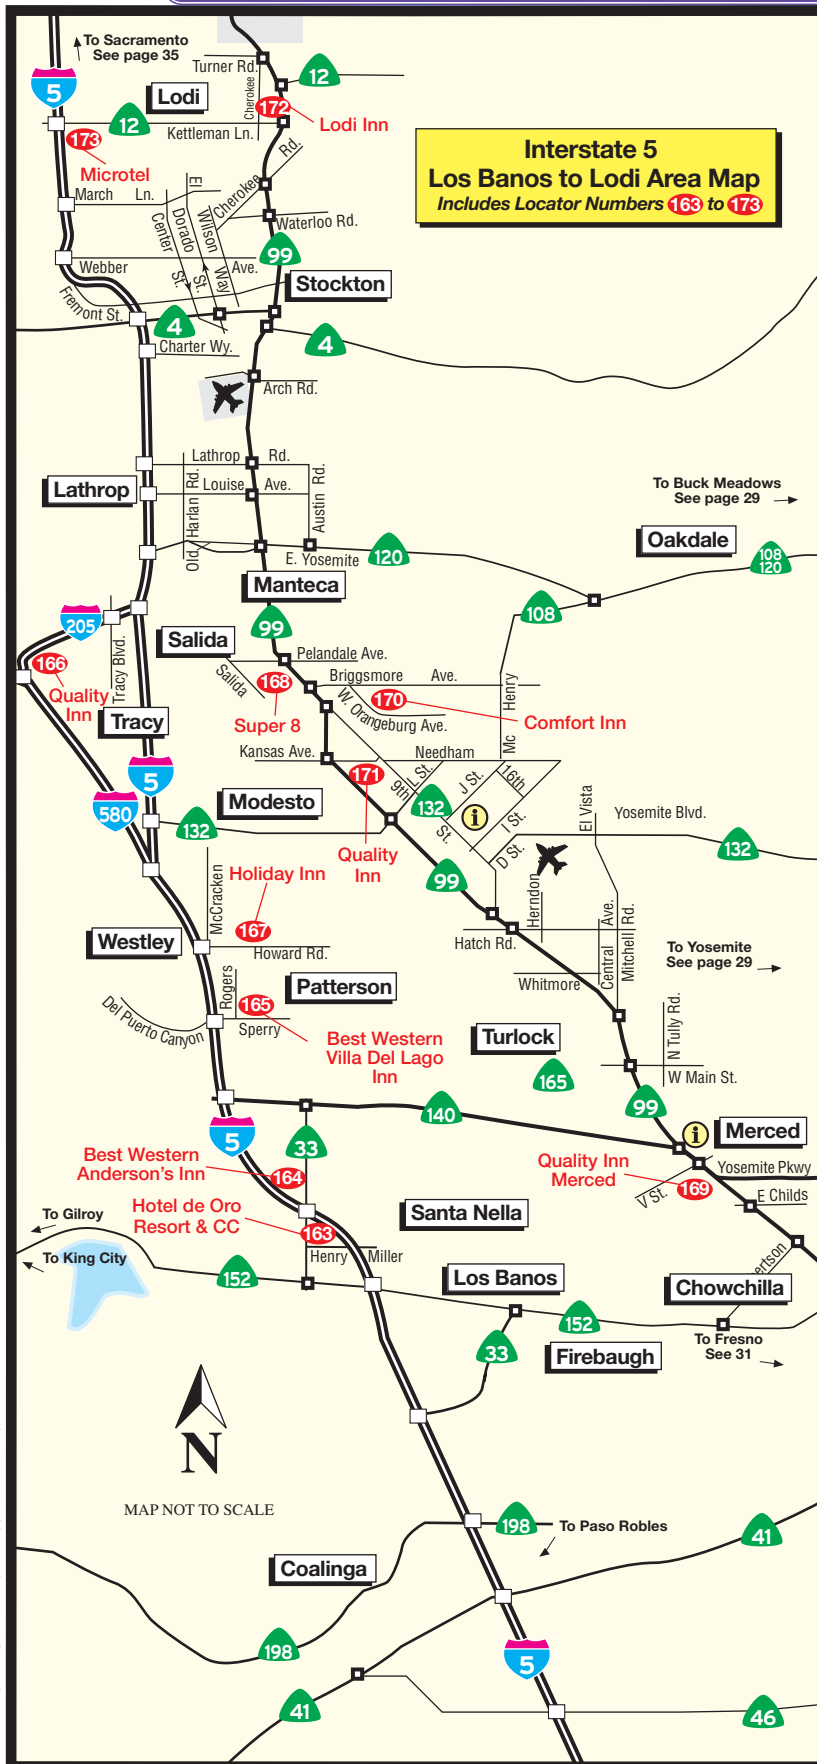 To Sacramento
See page 35
Turner Rd.
12
5
Lodi
Cherokee
172
12
Kettleman Ln.
Lodi Inn
173
Microtel
Rd.
Interstate 5
Los Banos to Lodi Area Map
Includes Locator Numbers 163 to 173
March Ln.
El
Dorado
St.
Center
St.
Wilson
Way
Cherokee
Waterloo Rd.
99
Webber Ave.
Stockton
Fremont St.
4
4
Charter Wy.
Arch Rd.
Lathrop Rd.
Lathrop
Louise Ave.
Old Harlan Rd.
Austin Rd.
To Buck Meadows
See page 29
Oakdale
E. Yosemite
120
108
120
Manteca
108
205
99
Salida
Tracy Blvd.
166
Quality
Inn
Pelandale Ave.
Salida
168
Briggsmore Ave.
Mc Henry
170
W. Orangeburg Ave.
Super 8
Comfort Inn
Tracy
Kansas Ave.
Needham
5
171
9th
St.
L St.
J St.
16th
I St.
D St.
580
Modesto
132
132
i
El Vista
Yosemite Blvd.
132
Quality
Inn
99
McCracken
Holiday Inn
167
Herndon
Ave.
Central
Mitchell Rd.
Westley
Howard Rd.
Hatch Rd.
To Yosemite
See page 29
Whitmore
Patterson
Rogers
165
Sperry
Del Puerto Canyon
Best Western
Villa Del Lago
Inn
Turlock
165
N Tully Rd.
W Main St.
99
140
5
33
i
Merced
Best Western
Anderson's Inn
164
Quality Inn
Merced
169
V St.
Yosemite Pkwy
E Childs
Hotel de Oro
Resort & CC
163
Santa Nella
To Gilroy
To King City
Henry Miller
152
Los Banos
ertson
Chowchilla
152
33
Firebaugh
To Fresno
See 31
N
MAP NOT TO SCALE
198
To Paso Robles
41
Coalinga
198
5
41
46